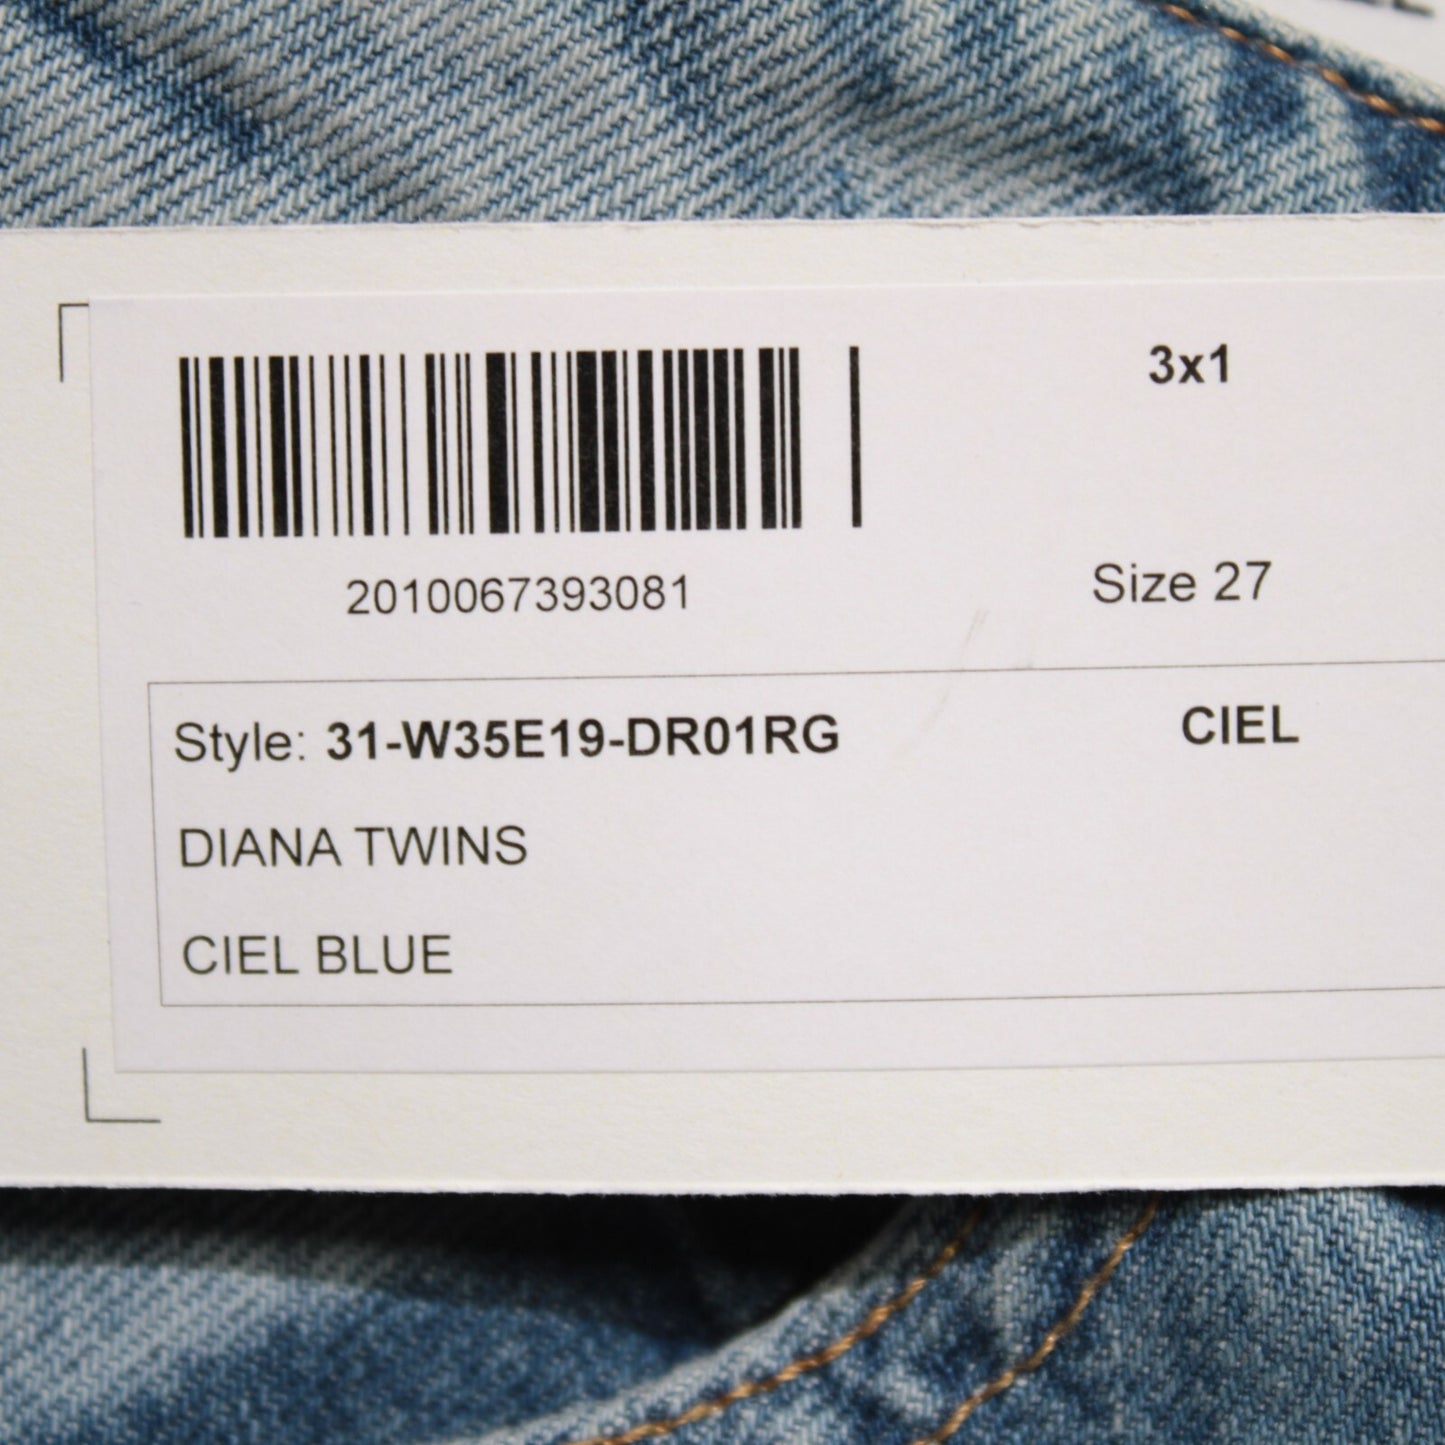 3x1
2010067393081
Size 27
Style: 31-W35E19-DR01RG
CIEL
DIANA TWINS
CIEL BLUE